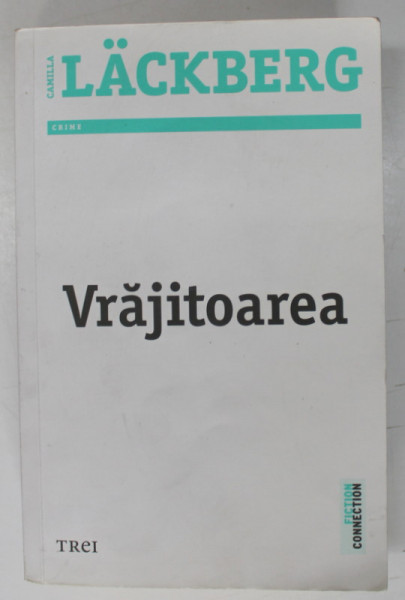 CAMILLA
LÄCKBERG
CRIME
Vrăjitoarea
FICTION
CONNECTION
TREI